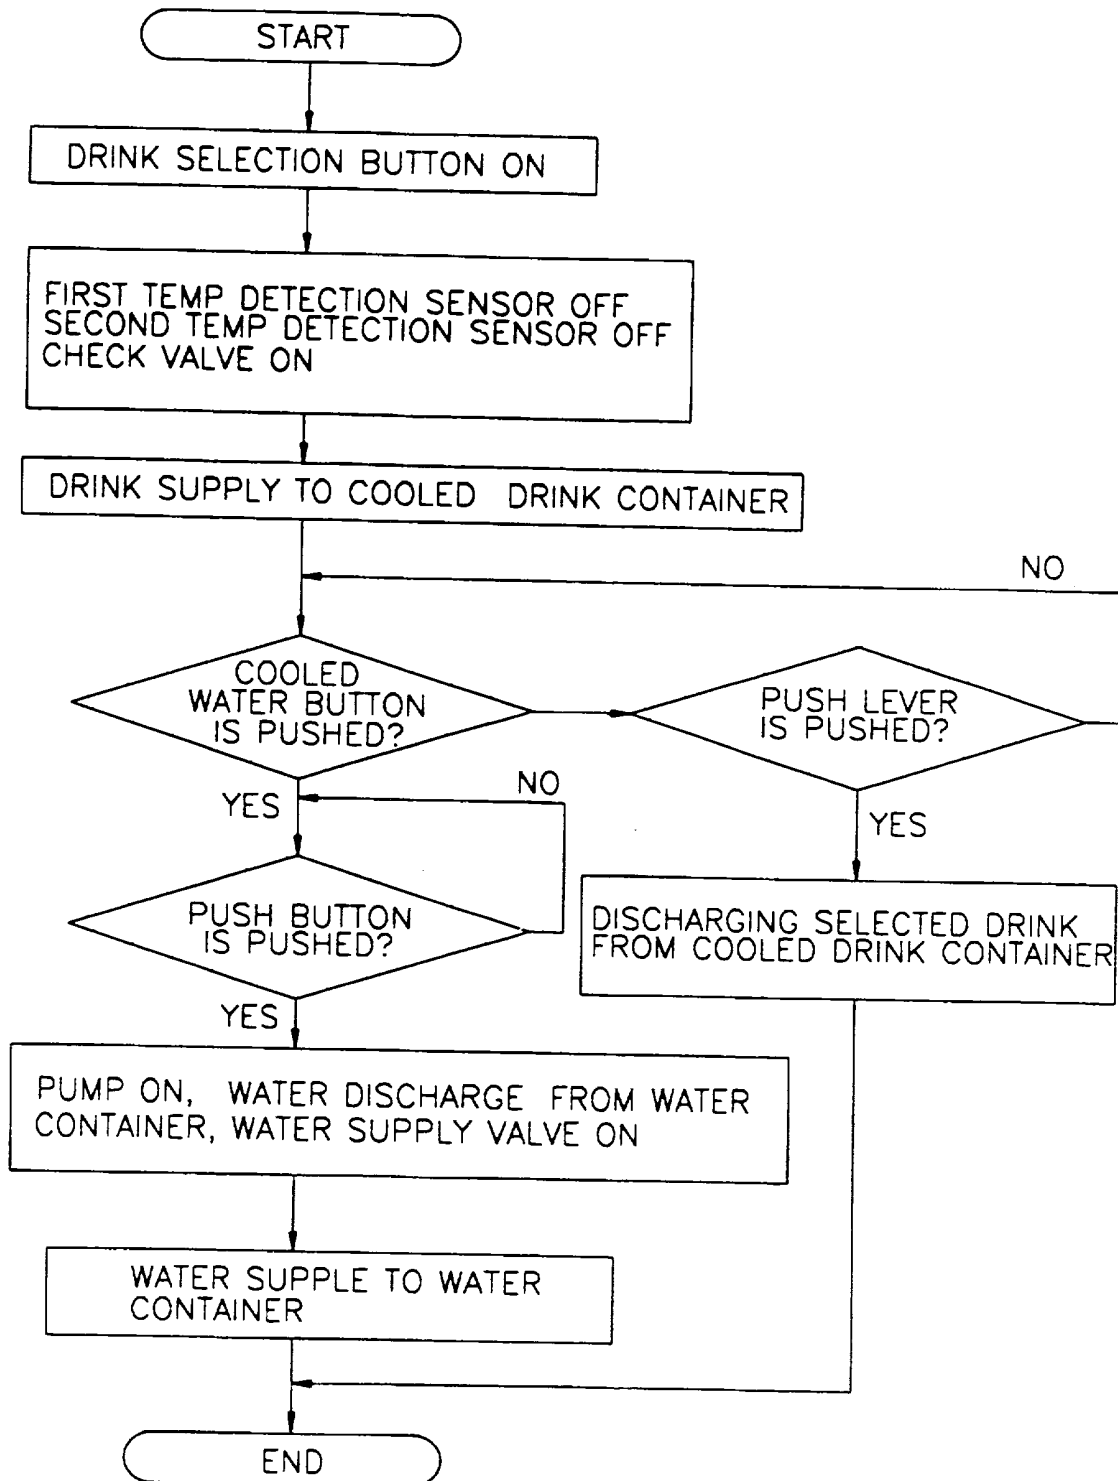 START
DRINK SELECTION BUTTON ON
FIRST TEMP DETECTION SENSOR OFF
SECOND TEMP DETECTION SENSOR OFF
CHECK VALVE ON
DRINK SUPPLY TO COOLED DRINK CONTAINER
NO
COOLED
WATER BUTTON
IS PUSHED?
PUSH LEVER
IS PUSHED?
YES
NO
YES
PUSH BUTTON
IS PUSHED?
DISCHARGING SELECTED DRINK
FROM COOLED DRINK CONTAINER
YES
PUMP ON, WATER DISCHARGE FROM WATER
CONTAINER, WATER SUPPLY VALVE ON
WATER SUPPLE TO WATER
CONTAINER
END